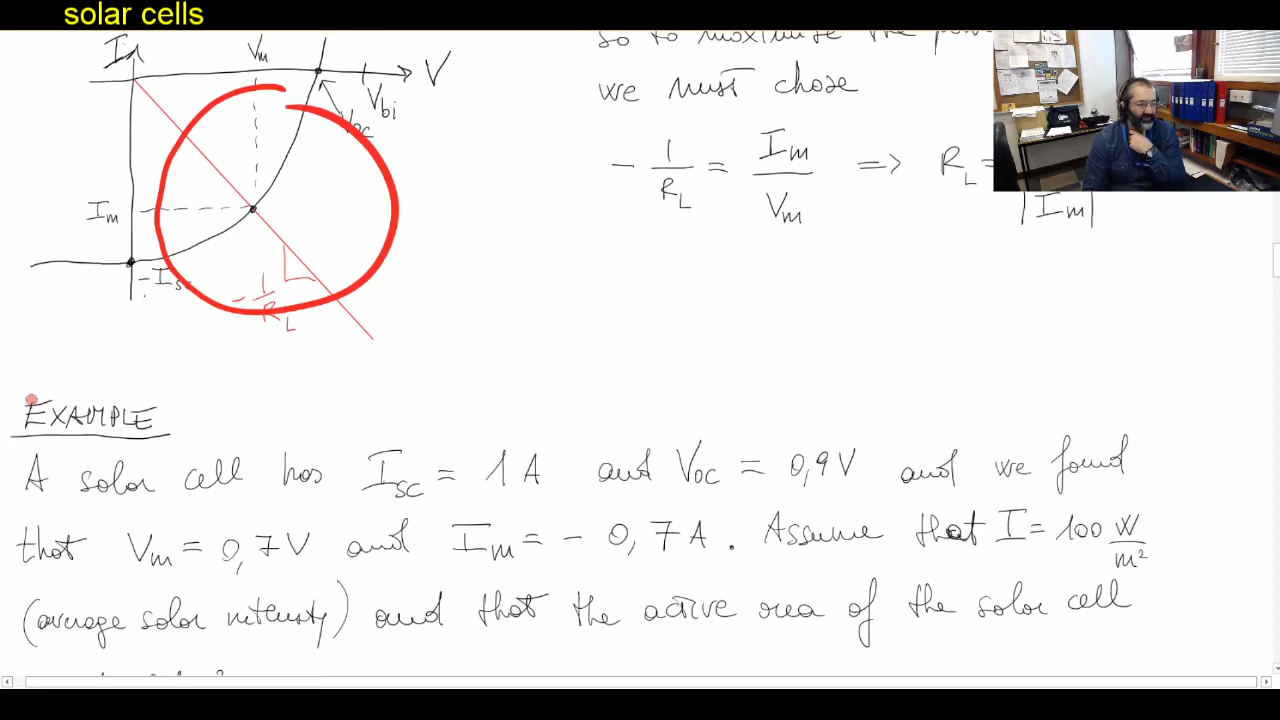 solar cells
I
Vm
V
Vbi
Voc
Im
-Isc
- 1/RL
so to maximise the
we must chose
- 1/RL = Im/Vm => RL =
|Im|
EXAMPLE
A solar cell has Isc = 1 A and Voc = 0,9 V and we found
that Vm = 0,7 V and Im = - 0,7 A. Assume that I = 100 W/m²
(average solar intensity) and that the active area of the solar cell